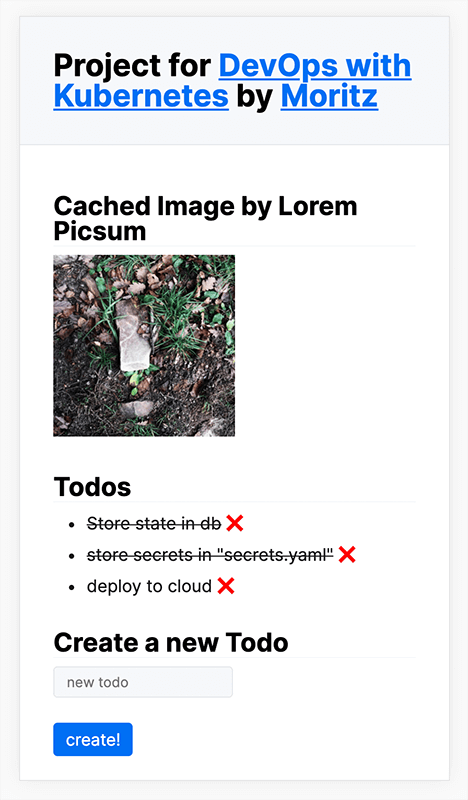 Project for DevOps with
Kubernetes by Moritz
Cached Image by Lorem
Picsum
Todos
Store state in db ❌
store secrets in "secrets.yaml" ❌
deploy to cloud ❌
Create a new Todo
new todo
create!